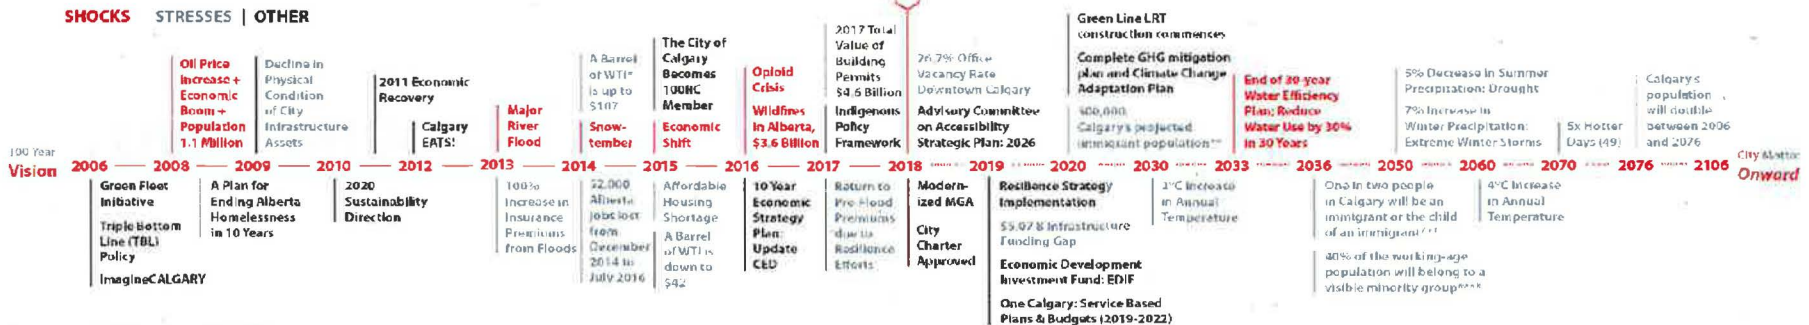 SHOCKS STRESSES | OTHER
Oil Price
Increase +
Economic
Boom +
Population
1.1 Million
Decline in
Physical
Condition
of City
Infrastructure
Assets
2011 Economic
Recovery
Calgary
EATS!
Major
River
Flood
A Barrel
of WTI*
is up to
$107
Snow-
tember
The City of
Calgary
Becomes
100RC
Member
Economic
Shift
Opioid
Crisis
Wildfires
in Alberta,
$3.6 Billion
2017 Total
Value of
Building
Permits
$4.6 Billion
Indigenous
Policy
Framework
26.7% Office
Vacancy Rate
Downtown Calgary
Advisory Committee
on Accessibility
Strategic Plan: 2026
Green Line LRT
construction commences
Complete GHG mitigation
plan and Climate Change
Adaptation Plan
Calgary's projected
immigrant population**
End of 30-year
Water Efficiency
Plan: Reduce
Water Use by 30%
in 30 Years
5% Decrease in Summer
Precipitation: Drought
7% Increase in
Winter Precipitation:
Extreme Winter Storms
5x Hotter
Days (49)
Calgary's
population
will double
between 2006
and 2076
100 Year
Vision
2006 2008 2009 2010 2012 2013 2014 2015 2016 2017 2018 2019 2020 2030 2033 2036 2050 2060 2070 2076 2106
City Matter
Onward
Green Fleet
Initiative
Triple Bottom
Line (TBL)
Policy
ImagineCALGARY
A Plan for
Ending Alberta
Homelessness
in 10 Years
2020
Sustainability
Direction
100%
Increase in
Insurance
Premiums
from Floods
52,000
Alberta
jobs lost
from
December
2014 to
July 2016
Affordable
Housing
Shortage
A Barrel
of WTI is
down to
$42
10 Year
Economic
Strategy
Plan:
Update
CED
Return to
Pre-Flood
Premiums
due to
Resilience
Efforts
Modern-
ized MGA
City
Charter
Approved
Resilience Strategy
Implementation
$5.07 B Infrastructure
Funding Gap
Economic Development
Investment Fund: EDIF
One Calgary: Service Based
Plans & Budgets (2019-2022)
1°C Increase
in Annual
Temperature
One in two people
in Calgary will be an
immigrant or the child
of an immigrant***
40% of the working-age
population will belong to a
visible minority group****
4°C Increase
in Annual
Temperature